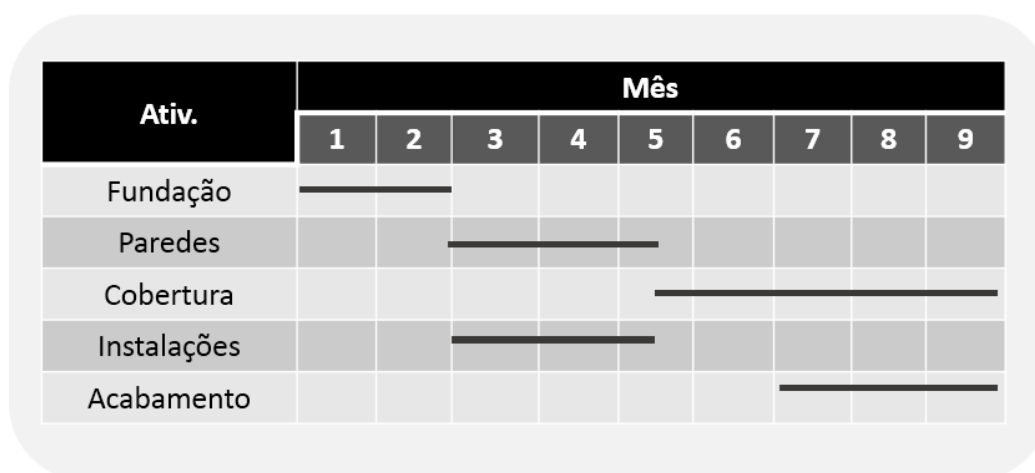 Ativ.
Mês
1 2 3 4 5 6 7 8 9
Fundação
Paredes
Cobertura
Instalações
Acabamento